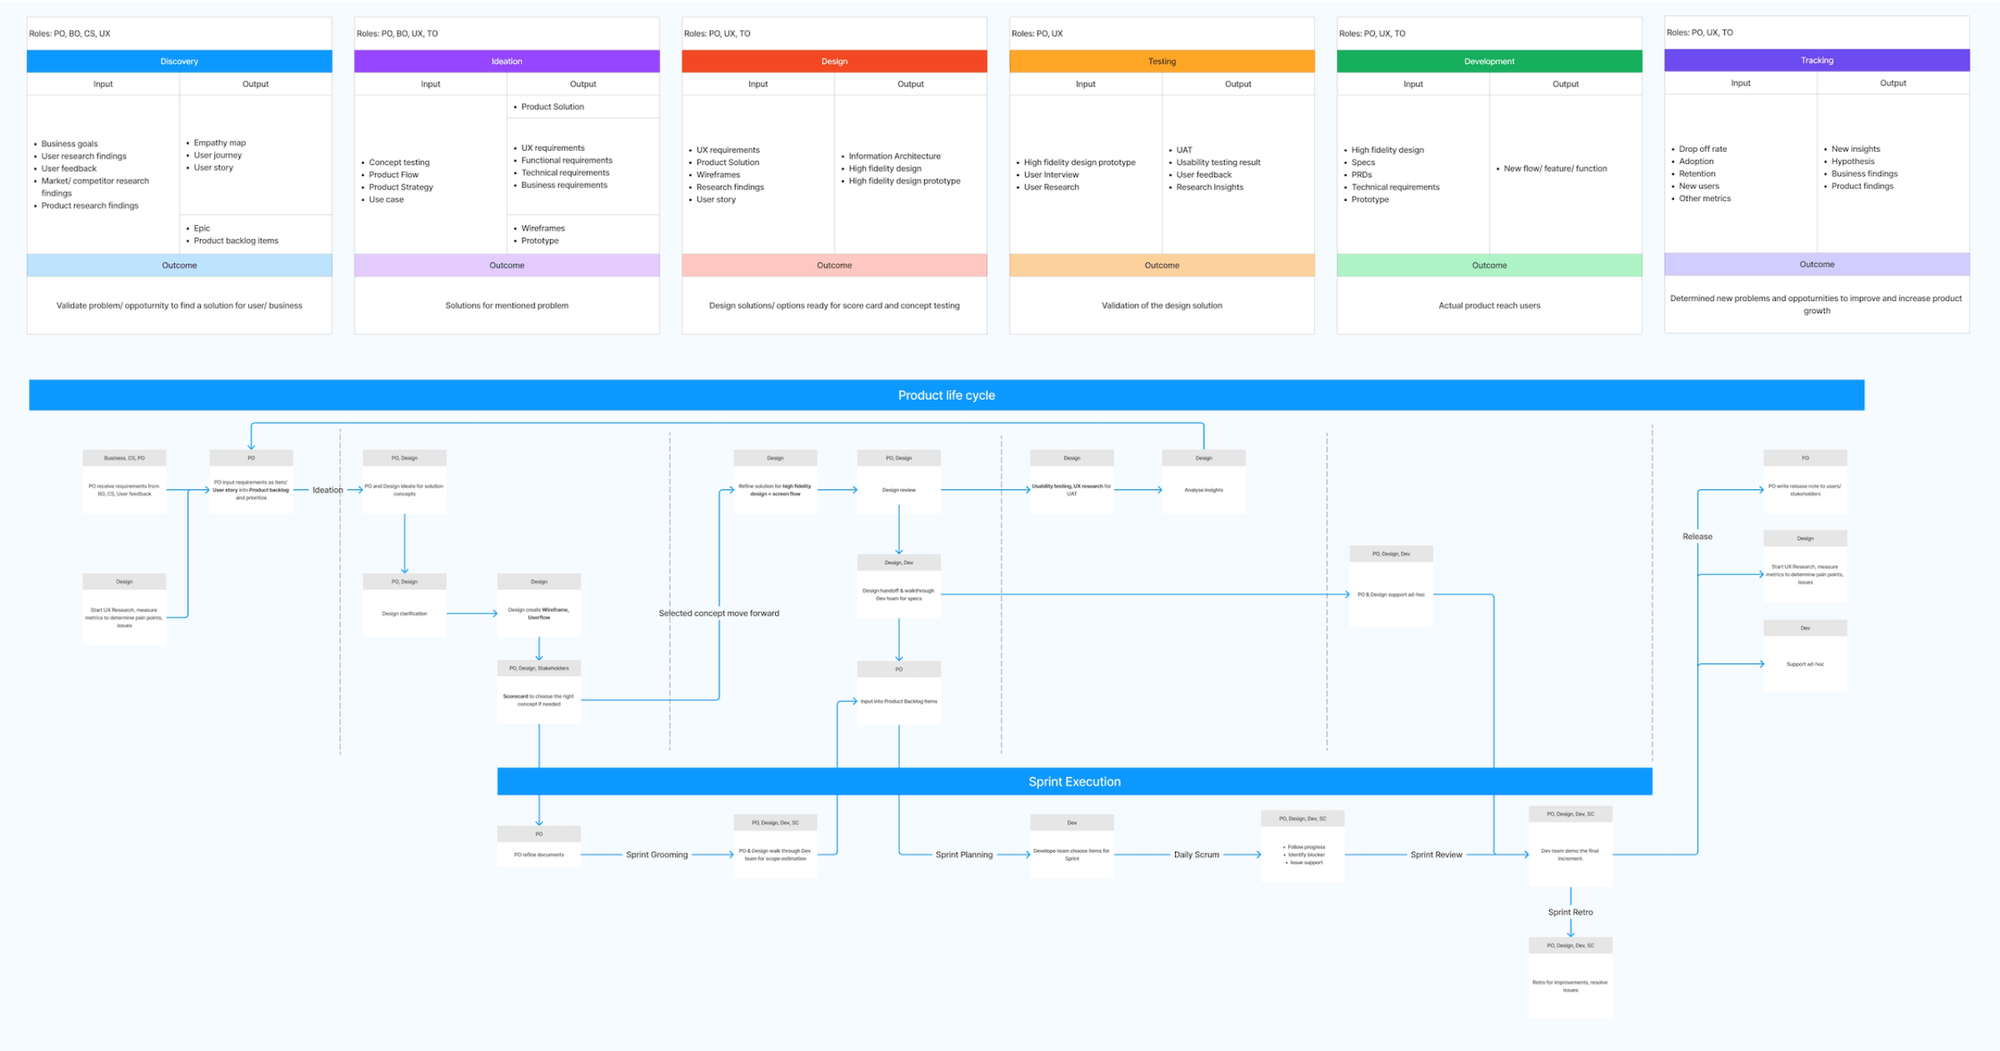 Roles: PO, BO, CS, UX
Discovery
Input
Output
• Business goals
• User research findings
• User feedback
• Market/ competitor research
findings
• Product research findings
• Empathy map
• User journey
• User story
• Epic
• Product backlog items
Outcome
Validate problem/ oppoturnity to find a solution for user/ business
Roles: PO, BO, UX, TO
Ideation
Input
Output
• Concept testing
• Product Flow
• Product Strategy
• Use case
• Product Solution
• UX requirements
• Functional requirements
• Technical requirements
• Business requirements
• Wireframes
• Prototype
Outcome
Solutions for mentioned problem
Roles: PO, UX, TO
Design
Input
Output
• UX requirements
• Product Solution
• Wireframes
• Research findings
• User story
• Information Architecture
• High fidelity design
• High fidelity design prototype
Outcome
Design solutions/ options ready for score card and concept testing
Roles: PO, UX
Testing
Input
Output
• High fidelity design prototype
• User Interview
• User Research
• UAT
• Usability testing result
• User feedback
• Research Insights
Outcome
Validation of the design solution
Roles: PO, UX, TO
Development
Input
Output
• High fidelity design
• Specs
• PRDs
• Technical requirements
• Prototype
• New flow/ feature/ function
Outcome
Actual product reach users
Roles: PO, UX, TO
Tracking
Input
Output
• Drop off rate
• Adoption
• Retention
• New users
• Other metrics
• New insights
• Hypothesis
• Business findings
• Product findings
Outcome
Determined new problems and oppoturnities to improve and increase product
growth
Product life cycle
Business, CS, PO
PO receive requirements from
BO, CS, User feedback
PO
PO input requirements as item/
User story into Product backlog
and prioritize
Ideation
Design
Start UX Research, measure
metrics to determine pain points,
issues
PO, Design
PO and Design ideate for solution
concepts
PO, Design
Design clarification
Design
Design create Wireframe,
Userflow
PO, Design, Stakeholders
Scorecard to choose the right
concept if needed
Selected concept move forward
Design
Refine solution for high fidelity
design + screen flow
PO, Design
Design review
Design, Dev
Design handoff & walkthrough
Dev team for specs
PO
Input into Product Backlog Items
Design
Usability testing, UX research for
UAT
Design
Analyse insights
PO, Design, Dev
PO & Design support ad-hoc
Release
PO
PO write release note to users/
stakeholders
Design
Start UX Research, measure
metrics to determine pain points,
issues
Dev
Support ad-hoc
Sprint Execution
PO
PO refine documents
Sprint Grooming
PO, Design, Dev, SC
PO & Design walk through Dev
team for scope estimation
Sprint Planning
Dev
Develope team choose items for
Sprint
Daily Scrum
PO, Design, Dev, SC
• Follow progress
• Identify blocker
• Issue support
Sprint Review
PO, Design, Dev, SC
Dev team demo the final
increment.
Sprint Retro
PO, Design, Dev, SC
Retro for improvements, resolve
issues